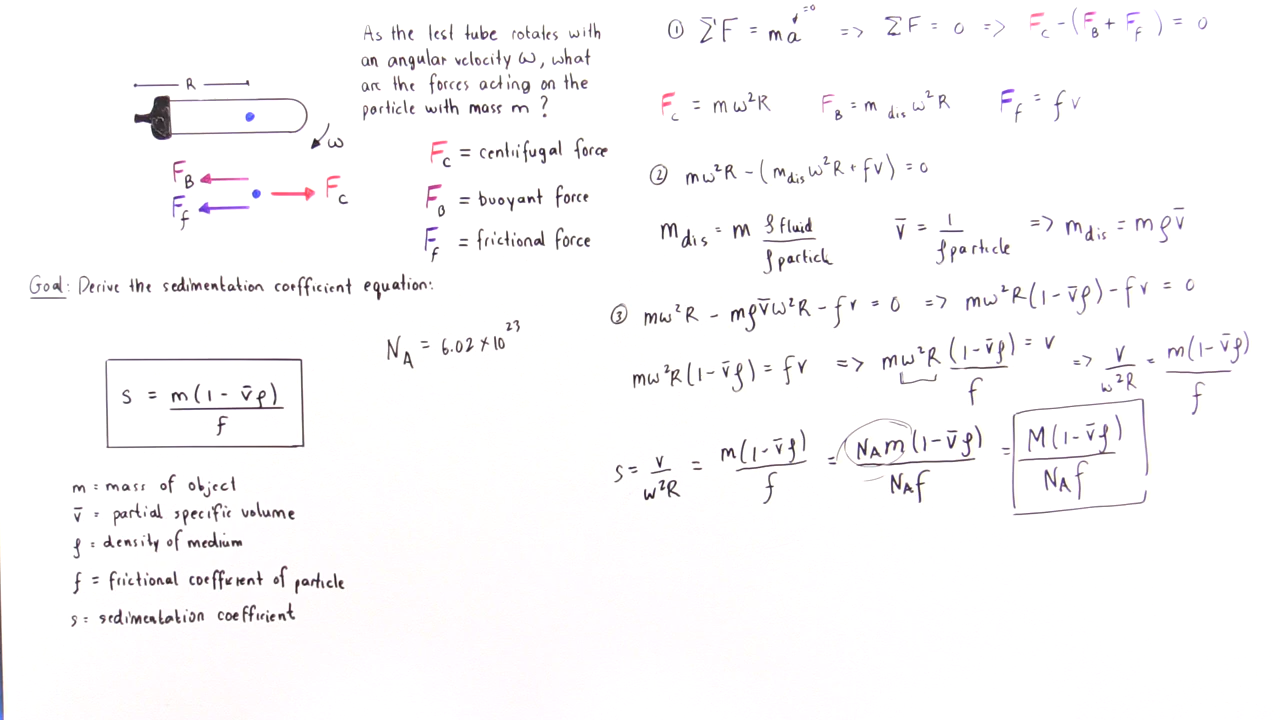 As the lest tube rotates with
an angular velocity ω, what
are the forces acting on the
particle with mass m ?
R
ω
F_B
F_f
F_c
F_c = centrifugal force
F_B = buoyant force
F_f = frictional force
Goal: Derive the sedimentation coefficient equation:
s = m(1 - v̄ρ) / f
N_A = 6.02 × 10^23
m = mass of object
v̄ = partial specific volume
ρ = density of medium
f = frictional coefficient of particle
s = sedimentation coefficient
① ΣF = ma =0 => ΣF = 0 => F_c - (F_B + F_f) = 0
F_c = mω²R F_B = m_dis ω²R F_f = fv
② mω²R - (m_dis ω²R + fv) = 0
m_dis = m ρfluid / ρparticle v̄ = 1 / ρparticle => m_dis = mρv̄
③ mω²R - mρv̄ω²R - fv = 0 => mω²R(1 - v̄ρ) - fv = 0
mω²R(1 - v̄ρ) = fv => mω²R (1 - v̄ρ) / f = v => v / ω²R = m(1 - v̄ρ) / f
s = v / ω²R = m(1 - v̄ρ) / f = N_A m(1 - v̄ρ) / N_A f = M(1 - v̄ρ) / N_A f